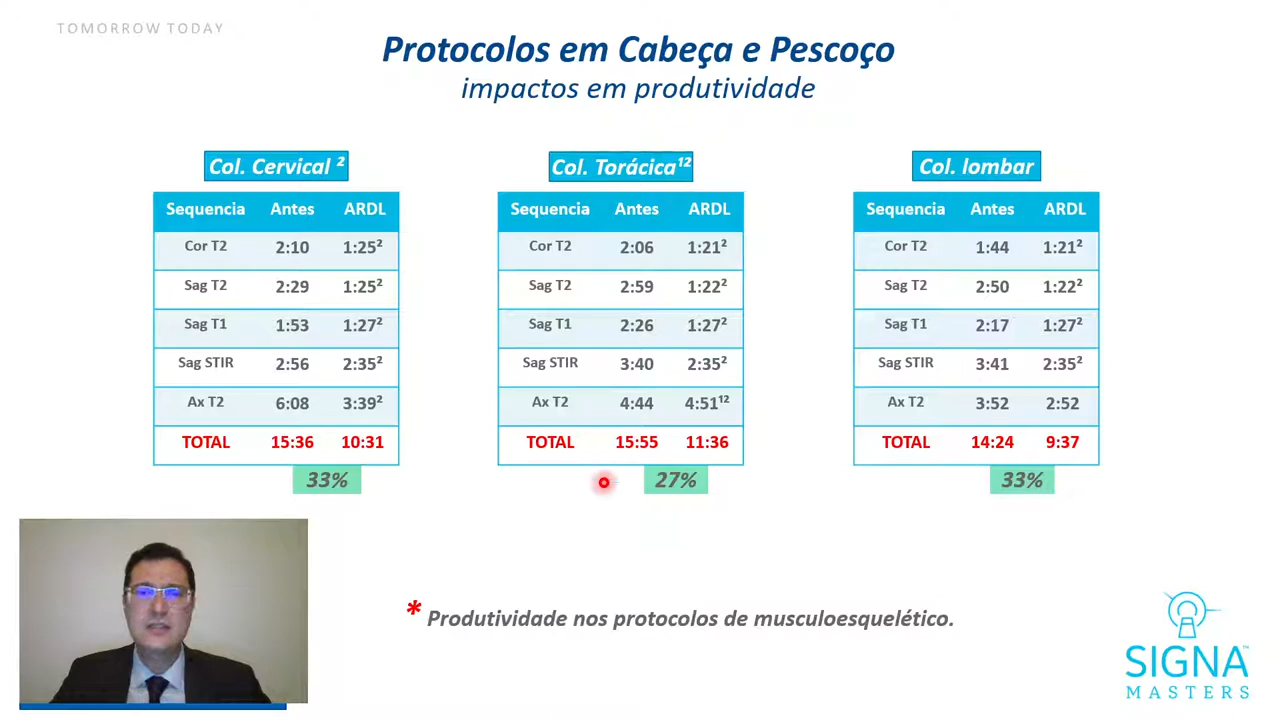 TOMORROW TODAY
Protocolos em Cabeça e Pescoço
impactos em produtividade
Col. Cervical ²
Sequencia Antes ARDL
Cor T2 2:10 1:25²
Sag T2 2:29 1:25²
Sag T1 1:53 1:27²
Sag STIR 2:56 2:35²
Ax T2 6:08 3:39²
TOTAL 15:36 10:31
33%
Col. Torácica¹²
Sequencia Antes ARDL
Cor T2 2:06 1:21²
Sag T2 2:59 1:22²
Sag T1 2:26 1:27²
Sag STIR 3:40 2:35²
Ax T2 4:44 4:51¹²
TOTAL 15:55 11:36
27%
Col. lombar
Sequencia Antes ARDL
Cor T2 1:44 1:21²
Sag T2 2:50 1:22²
Sag T1 2:17 1:27²
Sag STIR 3:41 2:35²
Ax T2 3:52 2:52
TOTAL 14:24 9:37
33%
* Produtividade nos protocolos de musculoesquelético.
SIGNA™
MASTERS